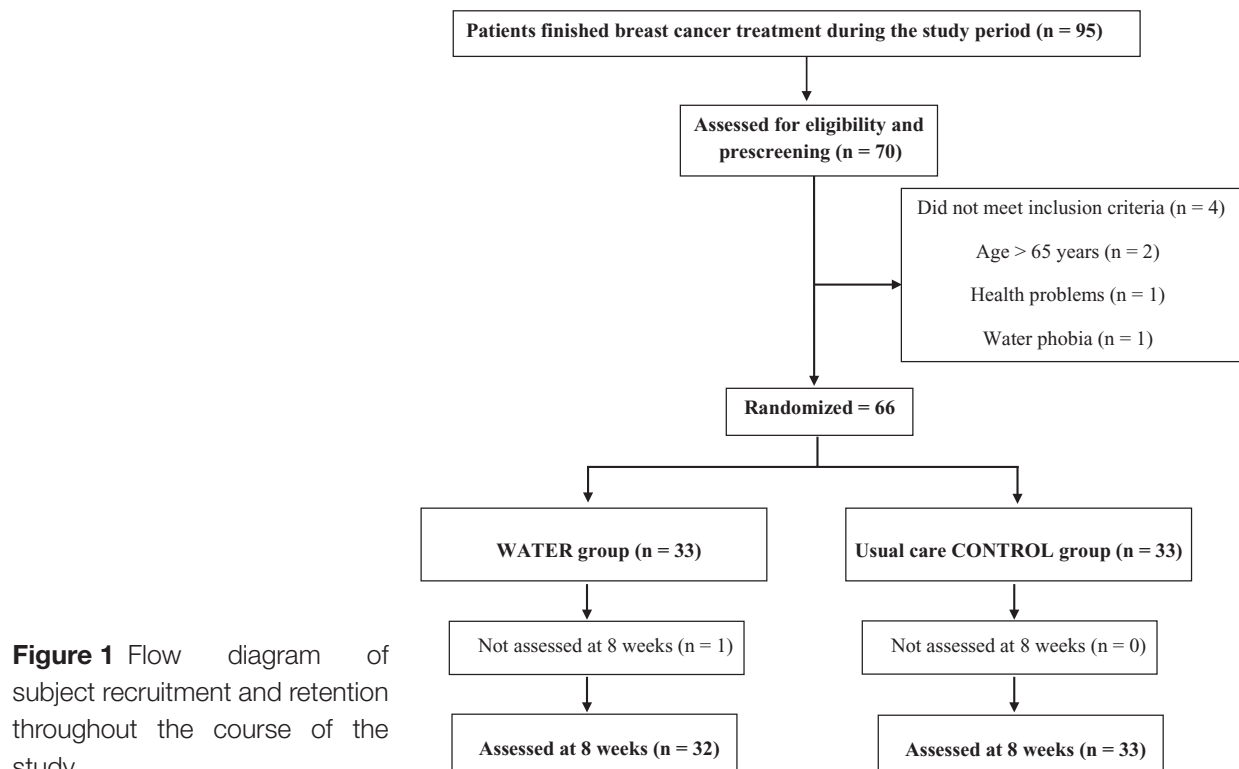 Patients finished breast cancer treatment during the study period (n = 95)
Assessed for eligibility and
prescreening (n = 70)
Did not meet inclusion criteria (n = 4)
Age > 65 years (n = 2)
Health problems (n = 1)
Water phobia (n = 1)
Randomized = 66
WATER group (n = 33)
Usual care CONTROL group (n = 33)
Not assessed at 8 weeks (n = 1)
Not assessed at 8 weeks (n = 0)
Assessed at 8 weeks (n = 32)
Assessed at 8 weeks (n = 33)
Figure 1 Flow diagram of
subject recruitment and retention
throughout the course of the
study